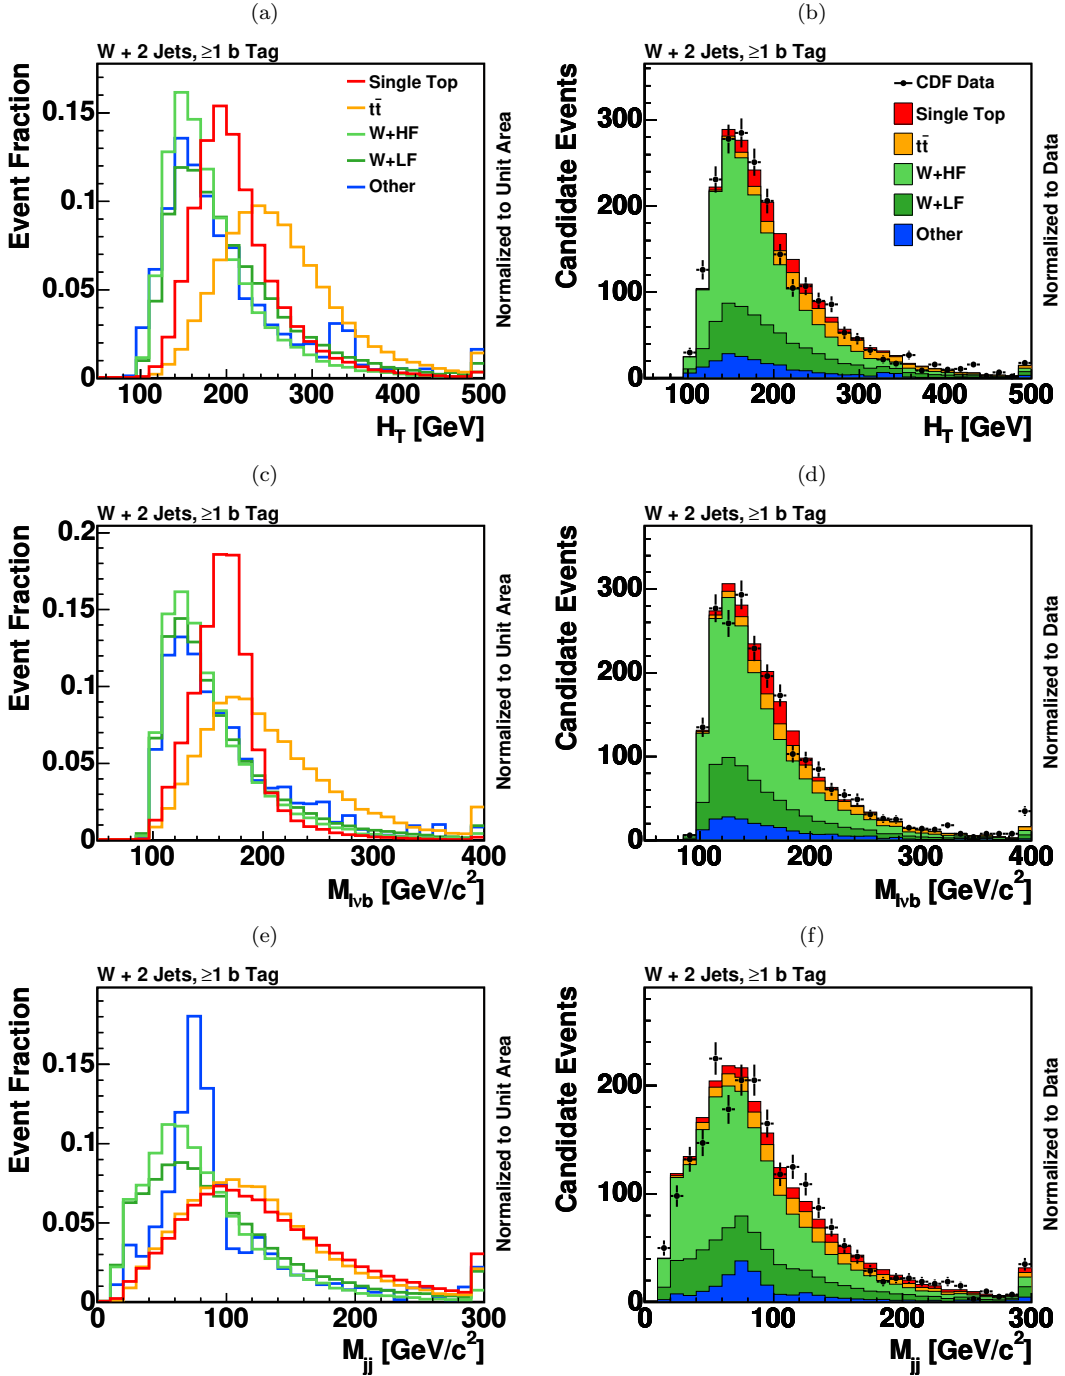 (a)
W + 2 Jets, ≥1 b Tag
Event Fraction
0.15
0.1
0.05
0
Single Top
tt̄
W+HF
W+LF
Other
Normalized to Unit Area
100 200 300 400 500
H_T [GeV]
(b)
W + 2 Jets, ≥1 b Tag
Candidate Events
300
200
100
0
CDF Data
Single Top
tt̄
W+HF
W+LF
Other
Normalized to Data
100 200 300 400 500
H_T [GeV]
(c)
W + 2 Jets, ≥1 b Tag
Event Fraction
0.2
0.15
0.1
0.05
0
Normalized to Unit Area
100 200 300 400
M_lνb [GeV/c²]
(d)
W + 2 Jets, ≥1 b Tag
Candidate Events
300
200
100
0
Normalized to Data
100 200 300 400
M_lνb [GeV/c²]
(e)
W + 2 Jets, ≥1 b Tag
Event Fraction
0.15
0.1
0.05
0
Normalized to Unit Area
0 100 200 300
M_jj [GeV/c²]
(f)
W + 2 Jets, ≥1 b Tag
Candidate Events
200
100
0
Normalized to Data
0 100 200 300
M_jj [GeV/c²]